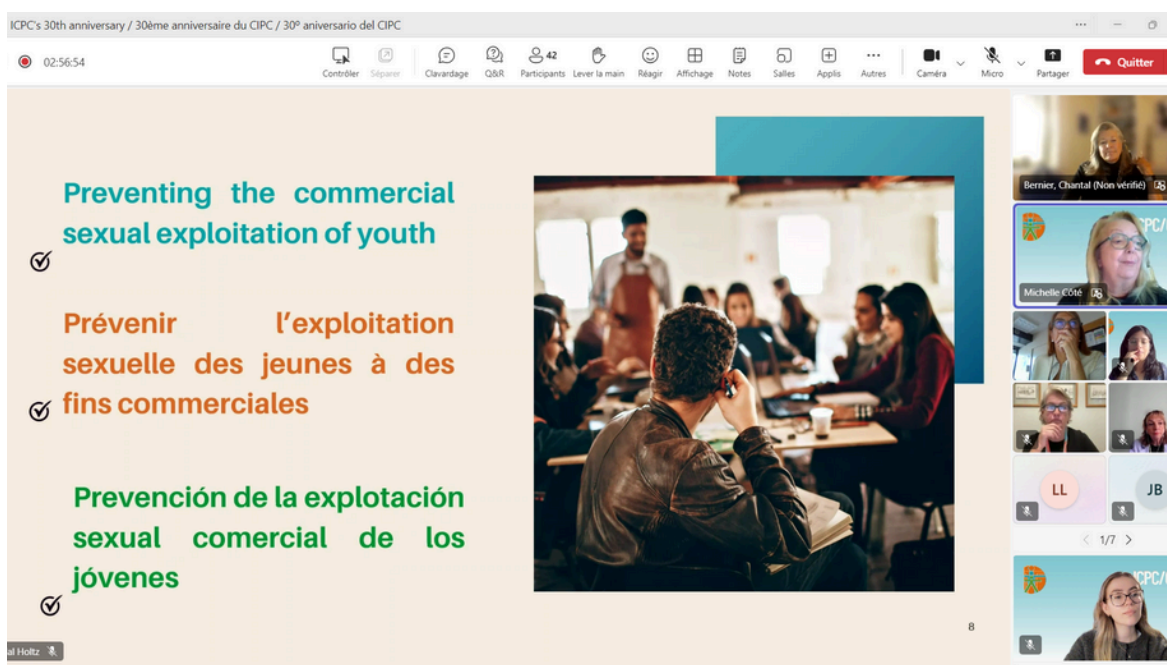 ICPC's 30th anniversary / 30ème anniversaire du CIPC / 30º aniversario del CIPC
02:56:54
Contrôler
Séparer
Clavardage
Q&R
42
Participants
Lever la main
Réagir
Affichage
Notes
Salles
Applis
Autres
Caméra
Micro
Partager
Quitter
Preventing the commercial
sexual exploitation of youth
Prévenir l'exploitation
sexuelle des jeunes à des
fins commerciales
Prevención de la explotación
sexual comercial de los
jóvenes
8
al Holtz
Bernier, Chantal (Non vérifié)
CPC/
Michelle Côté
LL
JB
1/7
ICPC/